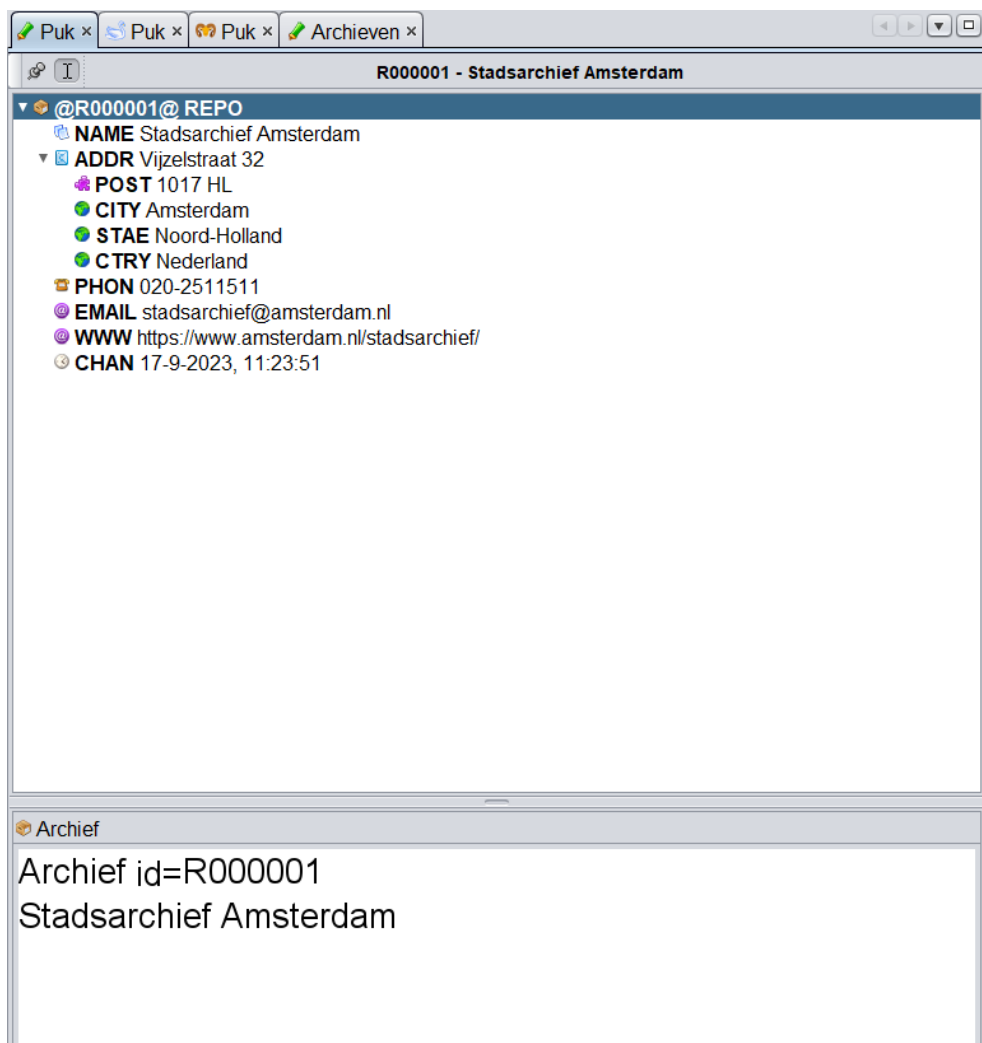 Puk × Puk × Puk × Archieven ×
R000001 - Stadsarchief Amsterdam
@R000001@ REPO
NAME Stadsarchief Amsterdam
ADDR Vijzelstraat 32
POST 1017 HL
CITY Amsterdam
STAE Noord-Holland
CTRY Nederland
PHON 020-2511511
EMAIL stadsarchief@amsterdam.nl
WWW https://www.amsterdam.nl/stadsarchief/
CHAN 17-9-2023, 11:23:51
Archief
Archief id=R000001
Stadsarchief Amsterdam